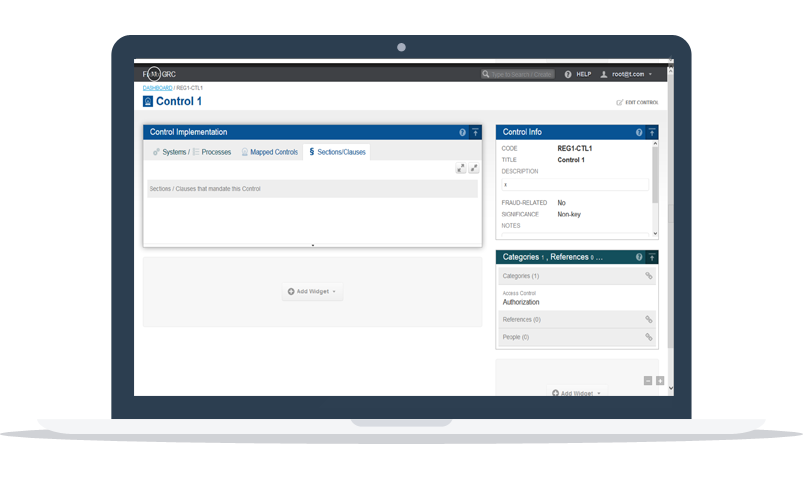 GRC
Type to Search / Create
HELP
root@t.com
DASHBOARD / REG1-CTL1
Control 1
EDIT CONTROL
Control Implementation
Systems / Processes
Mapped Controls
§ Sections/Clauses
Sections / Clauses that mandate this Control
Add Widget
Control Info
CODE REG1-CTL1
TITLE Control 1
DESCRIPTION
x
FRAUD-RELATED No
SIGNIFICANCE Non-key
NOTES
Categories 1 , References 0 ...
Categories (1)
Access Control
Authorization
References (0)
People (0)
Add Widget